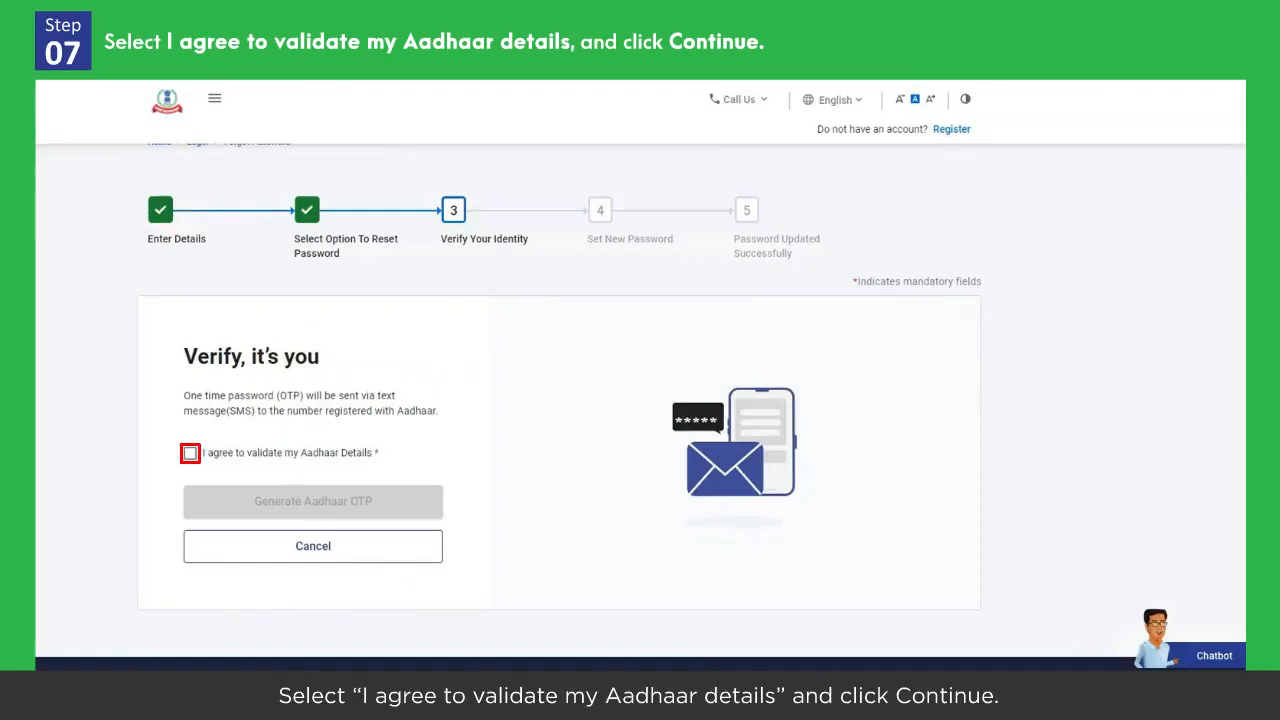 Step
07
Select I agree to validate my Aadhaar details, and click Continue.
Call Us
English
A-
A
A+
Do not have an account? Register
3
4
5
Enter Details
Select Option To Reset
Password
Verify Your Identity
Set New Password
Password Updated
Successfully
*Indicates mandatory fields
Verify, it's you
One time password (OTP) will be sent via text
message(SMS) to the number registered with Aadhaar.
I agree to validate my Aadhaar Details *
Generate Aadhaar OTP
Cancel
*****
Chatbot
Select “I agree to validate my Aadhaar details” and click Continue.